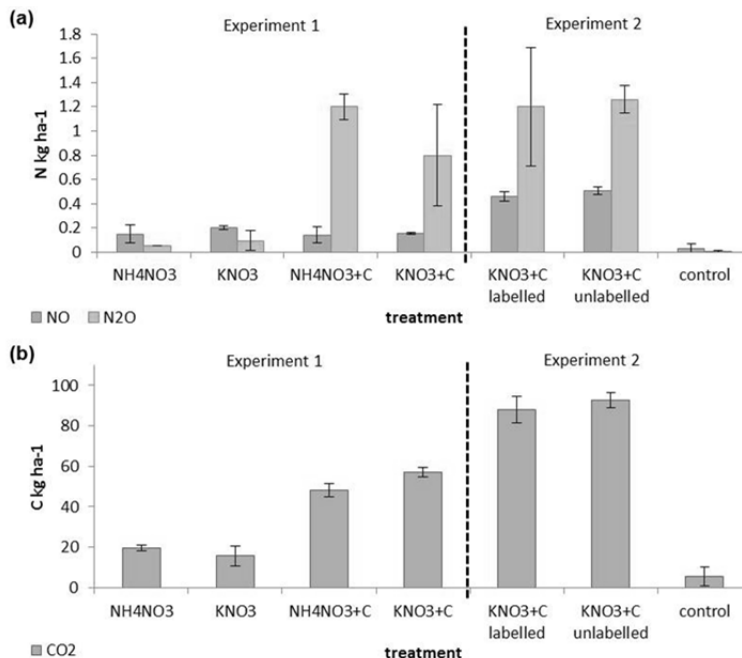 (a)
Experiment 1
Experiment 2
N kg ha-1
1.8
1.6
1.4
1.2
1
0.8
0.6
0.4
0.2
0
NH4NO3 KNO3 NH4NO3+C KNO3+C KNO3+C KNO3+C control
labelled unlabelled
NO N2O
treatment
(b)
Experiment 1
Experiment 2
C kg ha-1
100
80
60
40
20
0
NH4NO3 KNO3 NH4NO3+C KNO3+C KNO3+C KNO3+C control
labelled unlabelled
CO2
treatment